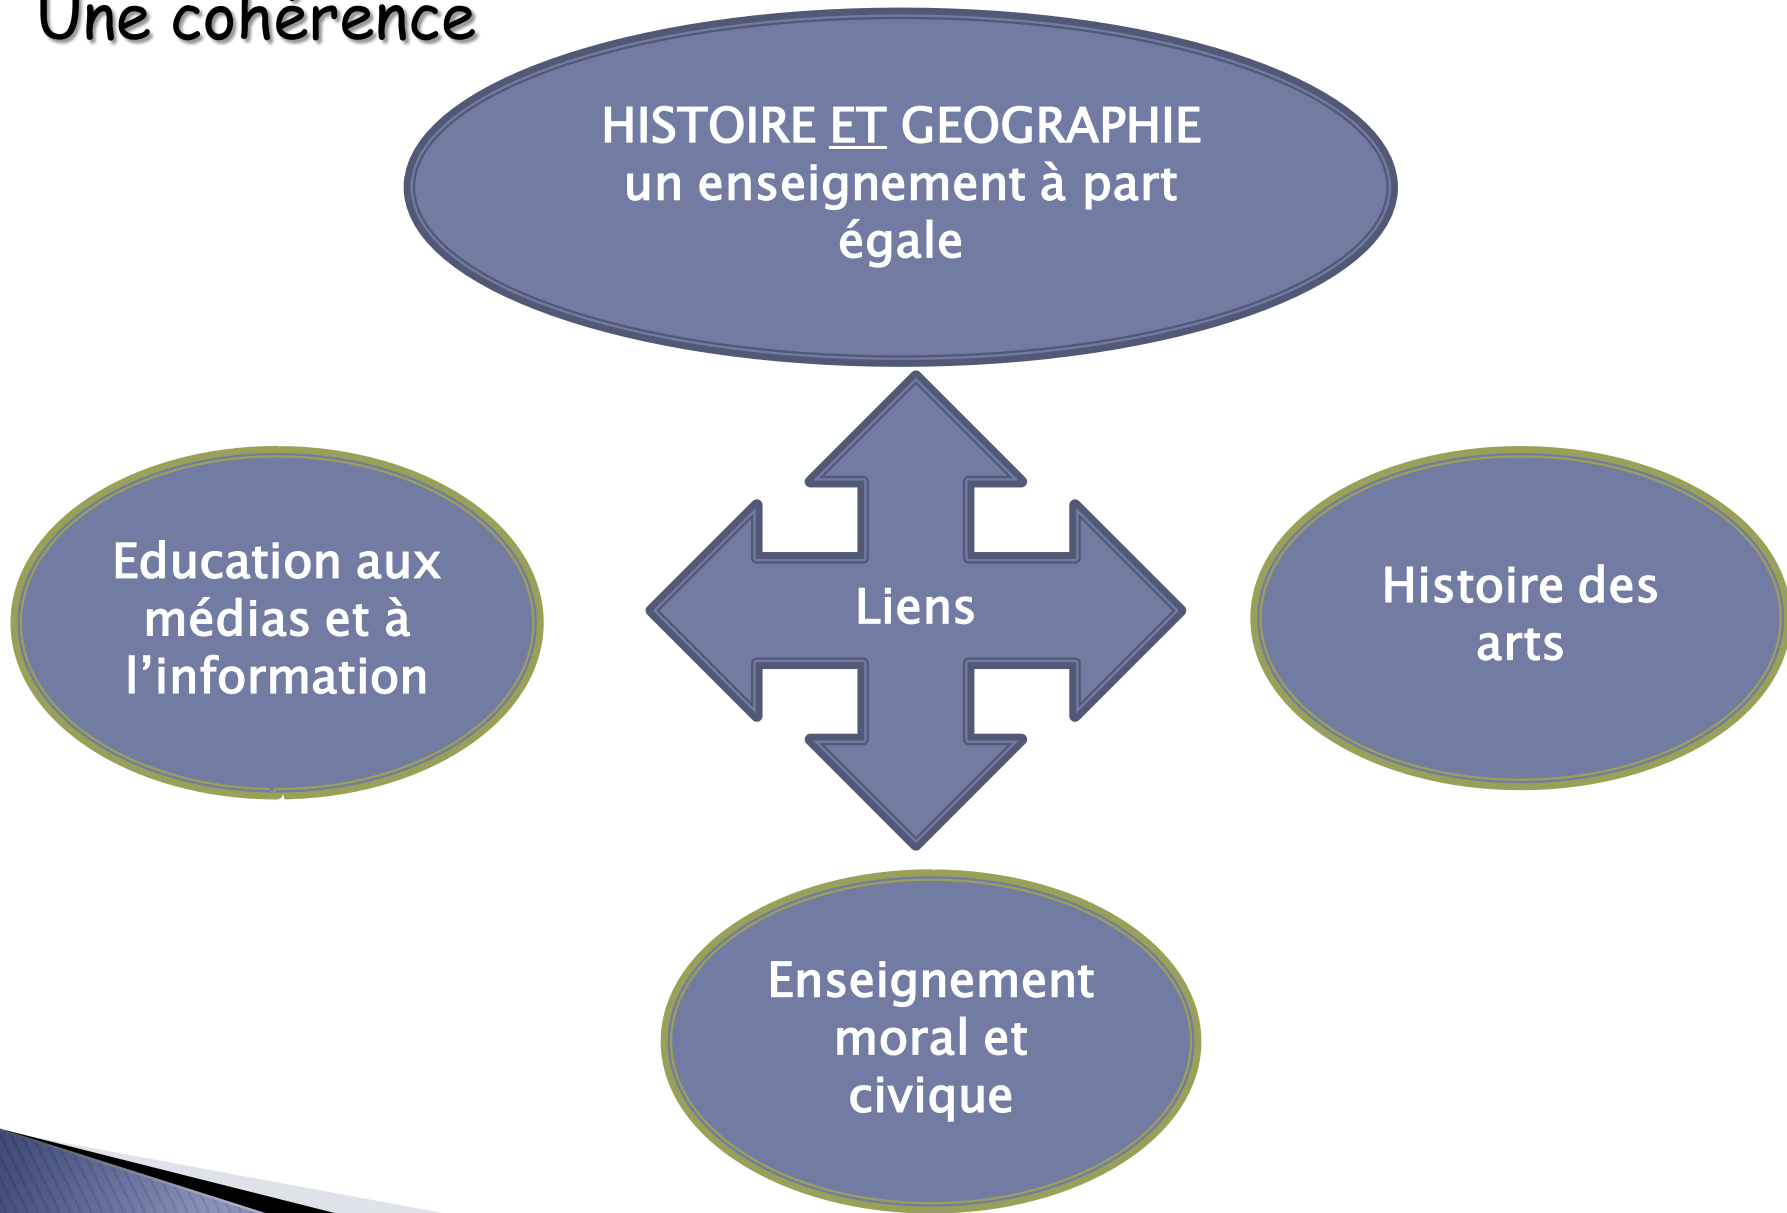 Une cohérence
HISTOIRE ET GEOGRAPHIE
un enseignement à part
égale
Education aux
médias et à
l’information
Liens
Histoire des
arts
Enseignement
moral et
civique